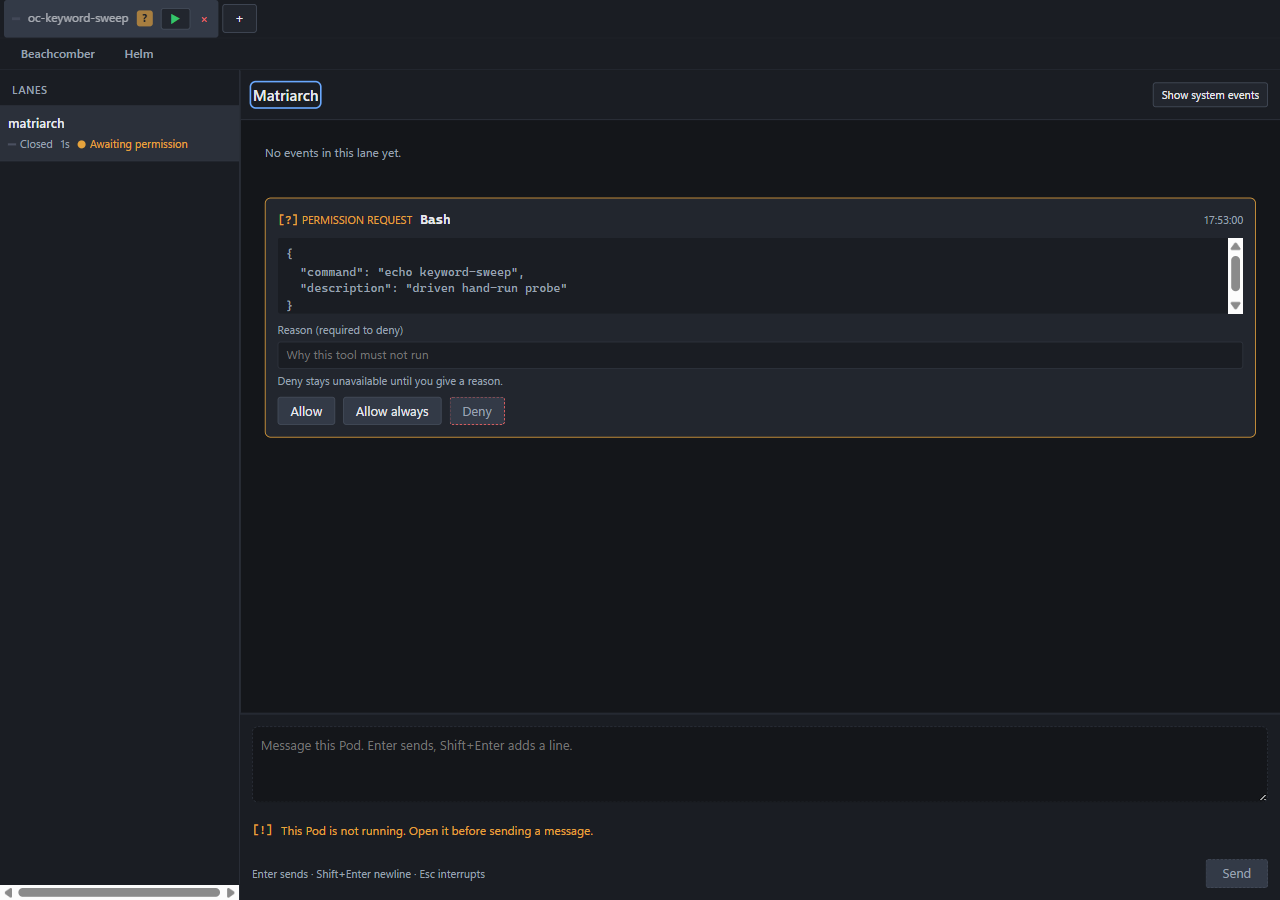 oc-keyword-sweep ? ▶ × +
Beachcomber Helm
LANES
matriarch
Closed 1s Awaiting permission
Matriarch
Show system events
No events in this lane yet.
[?] PERMISSION REQUEST Bash 17:53:00
{
"command": "echo keyword-sweep",
"description": "driven hand-run probe"
}
Reason (required to deny)
Why this tool must not run
Deny stays unavailable until you give a reason.
Allow Allow always Deny
Message this Pod. Enter sends, Shift+Enter adds a line.
[!] This Pod is not running. Open it before sending a message.
Enter sends · Shift+Enter newline · Esc interrupts
Send